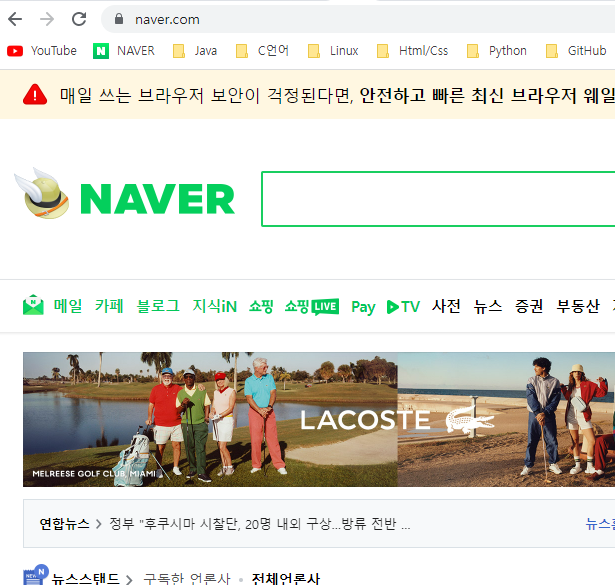 naver.com
YouTube NAVER Java C언어 Linux Html/Css Python GitHub
매일 쓰는 브라우저 보안이 걱정된다면, 안전하고 빠른 최신 브라우저 웨일
NAVER
메일 카페 블로그 지식iN 쇼핑 쇼핑LIVE Pay TV 사전 뉴스 증권 부동산
LACOSTE
MELREESE GOLF CLUB, MIAMI
연합뉴스 > 정부 "후쿠시마 시찰단, 20명 내외 구상...방류 전반 ... 뉴스
NEWS N 뉴스스탠드 > 구독한 언론사 • 전체언론사